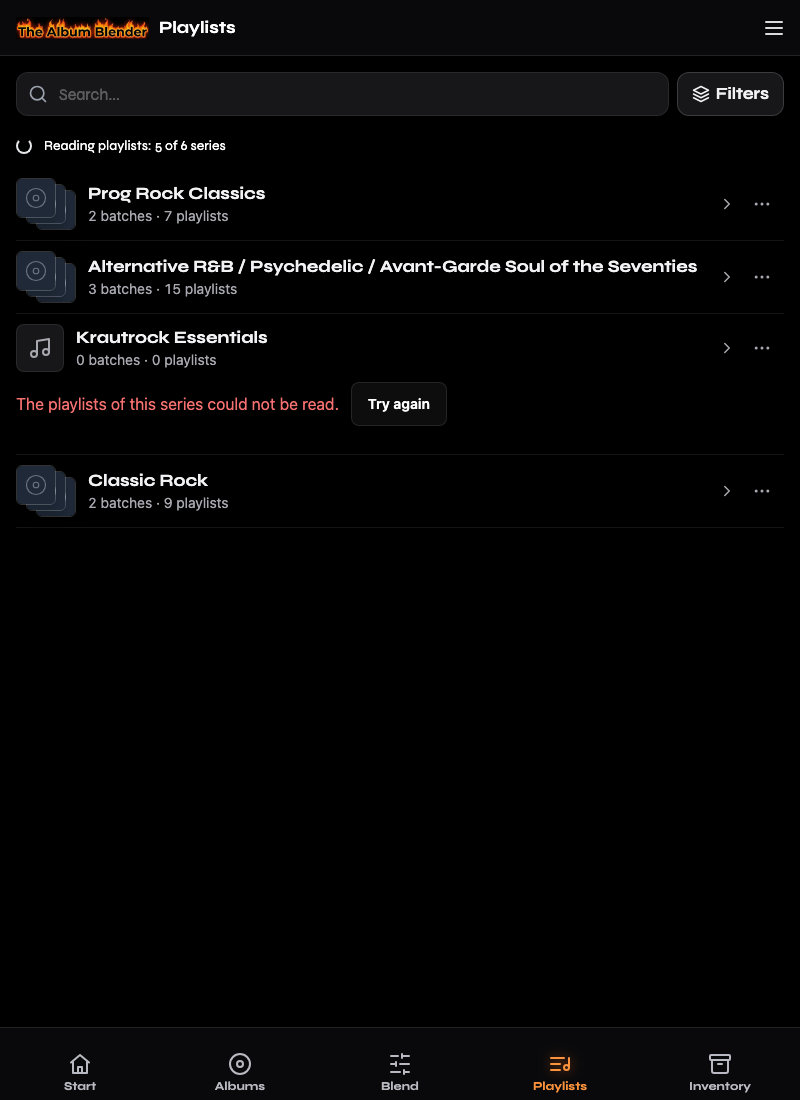 The Album Blender Playlists
Search...
Filters
Reading playlists: 5 of 6 series
Prog Rock Classics
2 batches · 7 playlists
Alternative R&B / Psychedelic / Avant-Garde Soul of the Seventies
3 batches · 15 playlists
Krautrock Essentials
0 batches · 0 playlists
The playlists of this series could not be read.
Try again
Classic Rock
2 batches · 9 playlists
Start
Albums
Blend
Playlists
Inventory